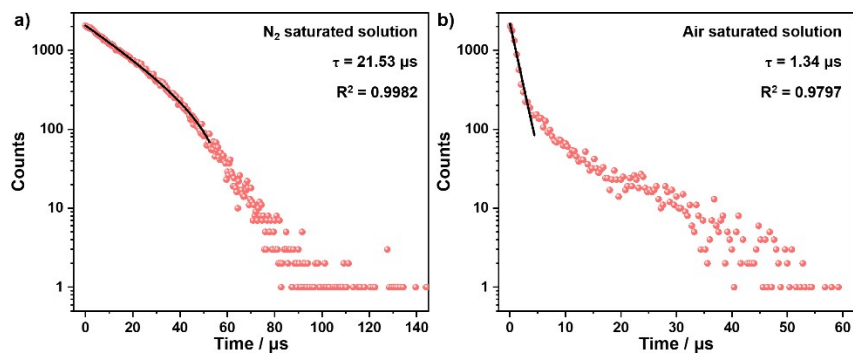 a)
N₂ saturated solution
τ = 21.53 μs
R² = 0.9982
Counts
1000
100
10
1
0 20 40 60 80 100 120 140
Time / μs
b)
Air saturated solution
τ = 1.34 μs
R² = 0.9797
Counts
1000
100
10
1
0 10 20 30 40 50 60
Time / μs